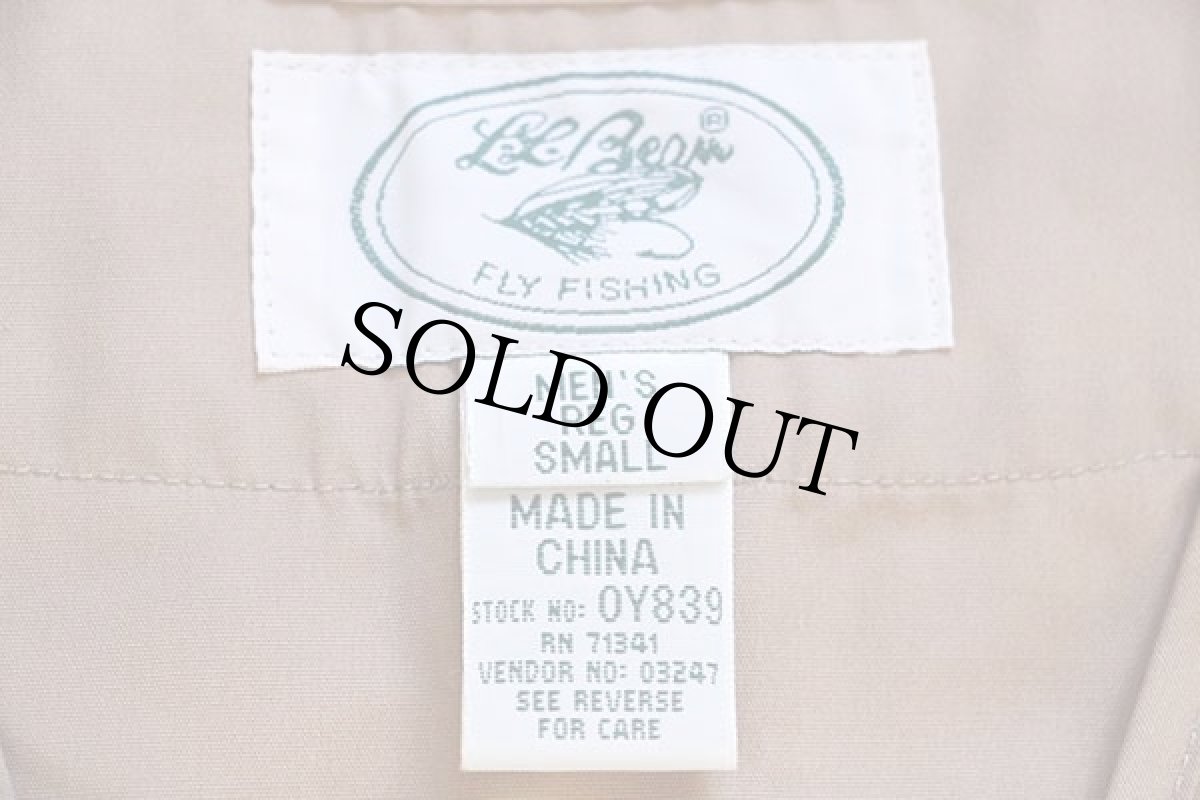 L.L.Bean®
FLY FISHING
SOLD OUT
MEN'S
REG
SMALL
MADE IN
CHINA
STOCK NO: 0Y839
RN 71341
VENDOR NO: 03247
SEE REVERSE
FOR CARE